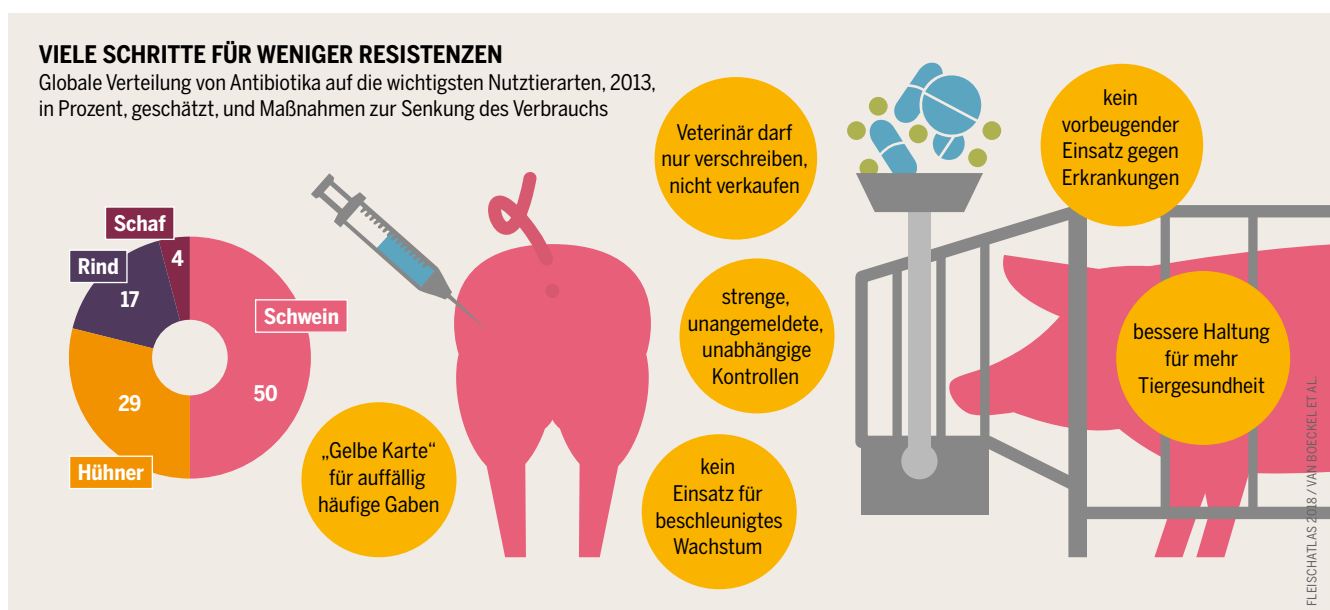 VIELE SCHRITTE FÜR WENIGER RESISTENZEN
Globale Verteilung von Antibiotika auf die wichtigsten Nutztierarten, 2013,
in Prozent, geschätzt, und Maßnahmen zur Senkung des Verbrauchs
Schaf
4
Rind
17
Schwein
50
29
Hühner
„Gelbe Karte“
für auffällig
häufige Gaben
Veterinär darf
nur verschreiben,
nicht verkaufen
strenge,
unangemeldete,
unabhängige
Kontrollen
kein
Einsatz für
beschleunigtes
Wachstum
kein
vorbeugender
Einsatz gegen
Erkrankungen
bessere Haltung
für mehr
Tiergesundheit
FLEISCHATLAS 2018 / VAN BOECKEL ET AL.